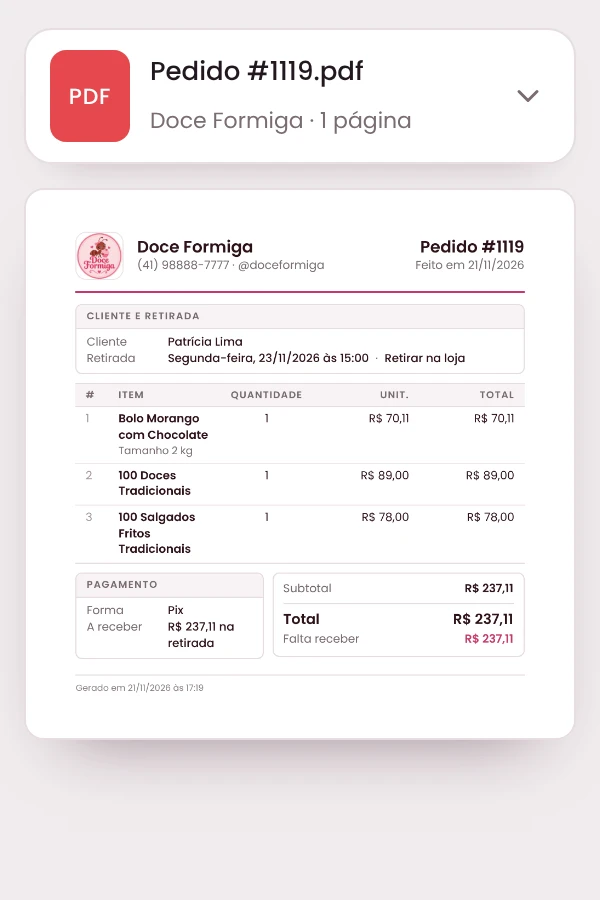 PDF
Pedido #1119.pdf
Doce Formiga · 1 página
Doce Formiga
Doce Formiga
(41) 98888-7777 · @doceformiga
Pedido #1119
Feito em 21/11/2026
CLIENTE E RETIRADA
Cliente Patrícia Lima
Retirada Segunda-feira, 23/11/2026 às 15:00 · Retirar na loja
# ITEM QUANTIDADE UNIT. TOTAL
1 Bolo Morango 1 R$ 70,11 R$ 70,11
com Chocolate
Tamanho 2 kg
2 100 Doces 1 R$ 89,00 R$ 89,00
Tradicionais
3 100 Salgados 1 R$ 78,00 R$ 78,00
Fritos
Tradicionais
PAGAMENTO
Forma Pix
A receber R$ 237,11 na
retirada
Subtotal R$ 237,11
Total R$ 237,11
Falta receber R$ 237,11
Gerado em 21/11/2026 às 17:19